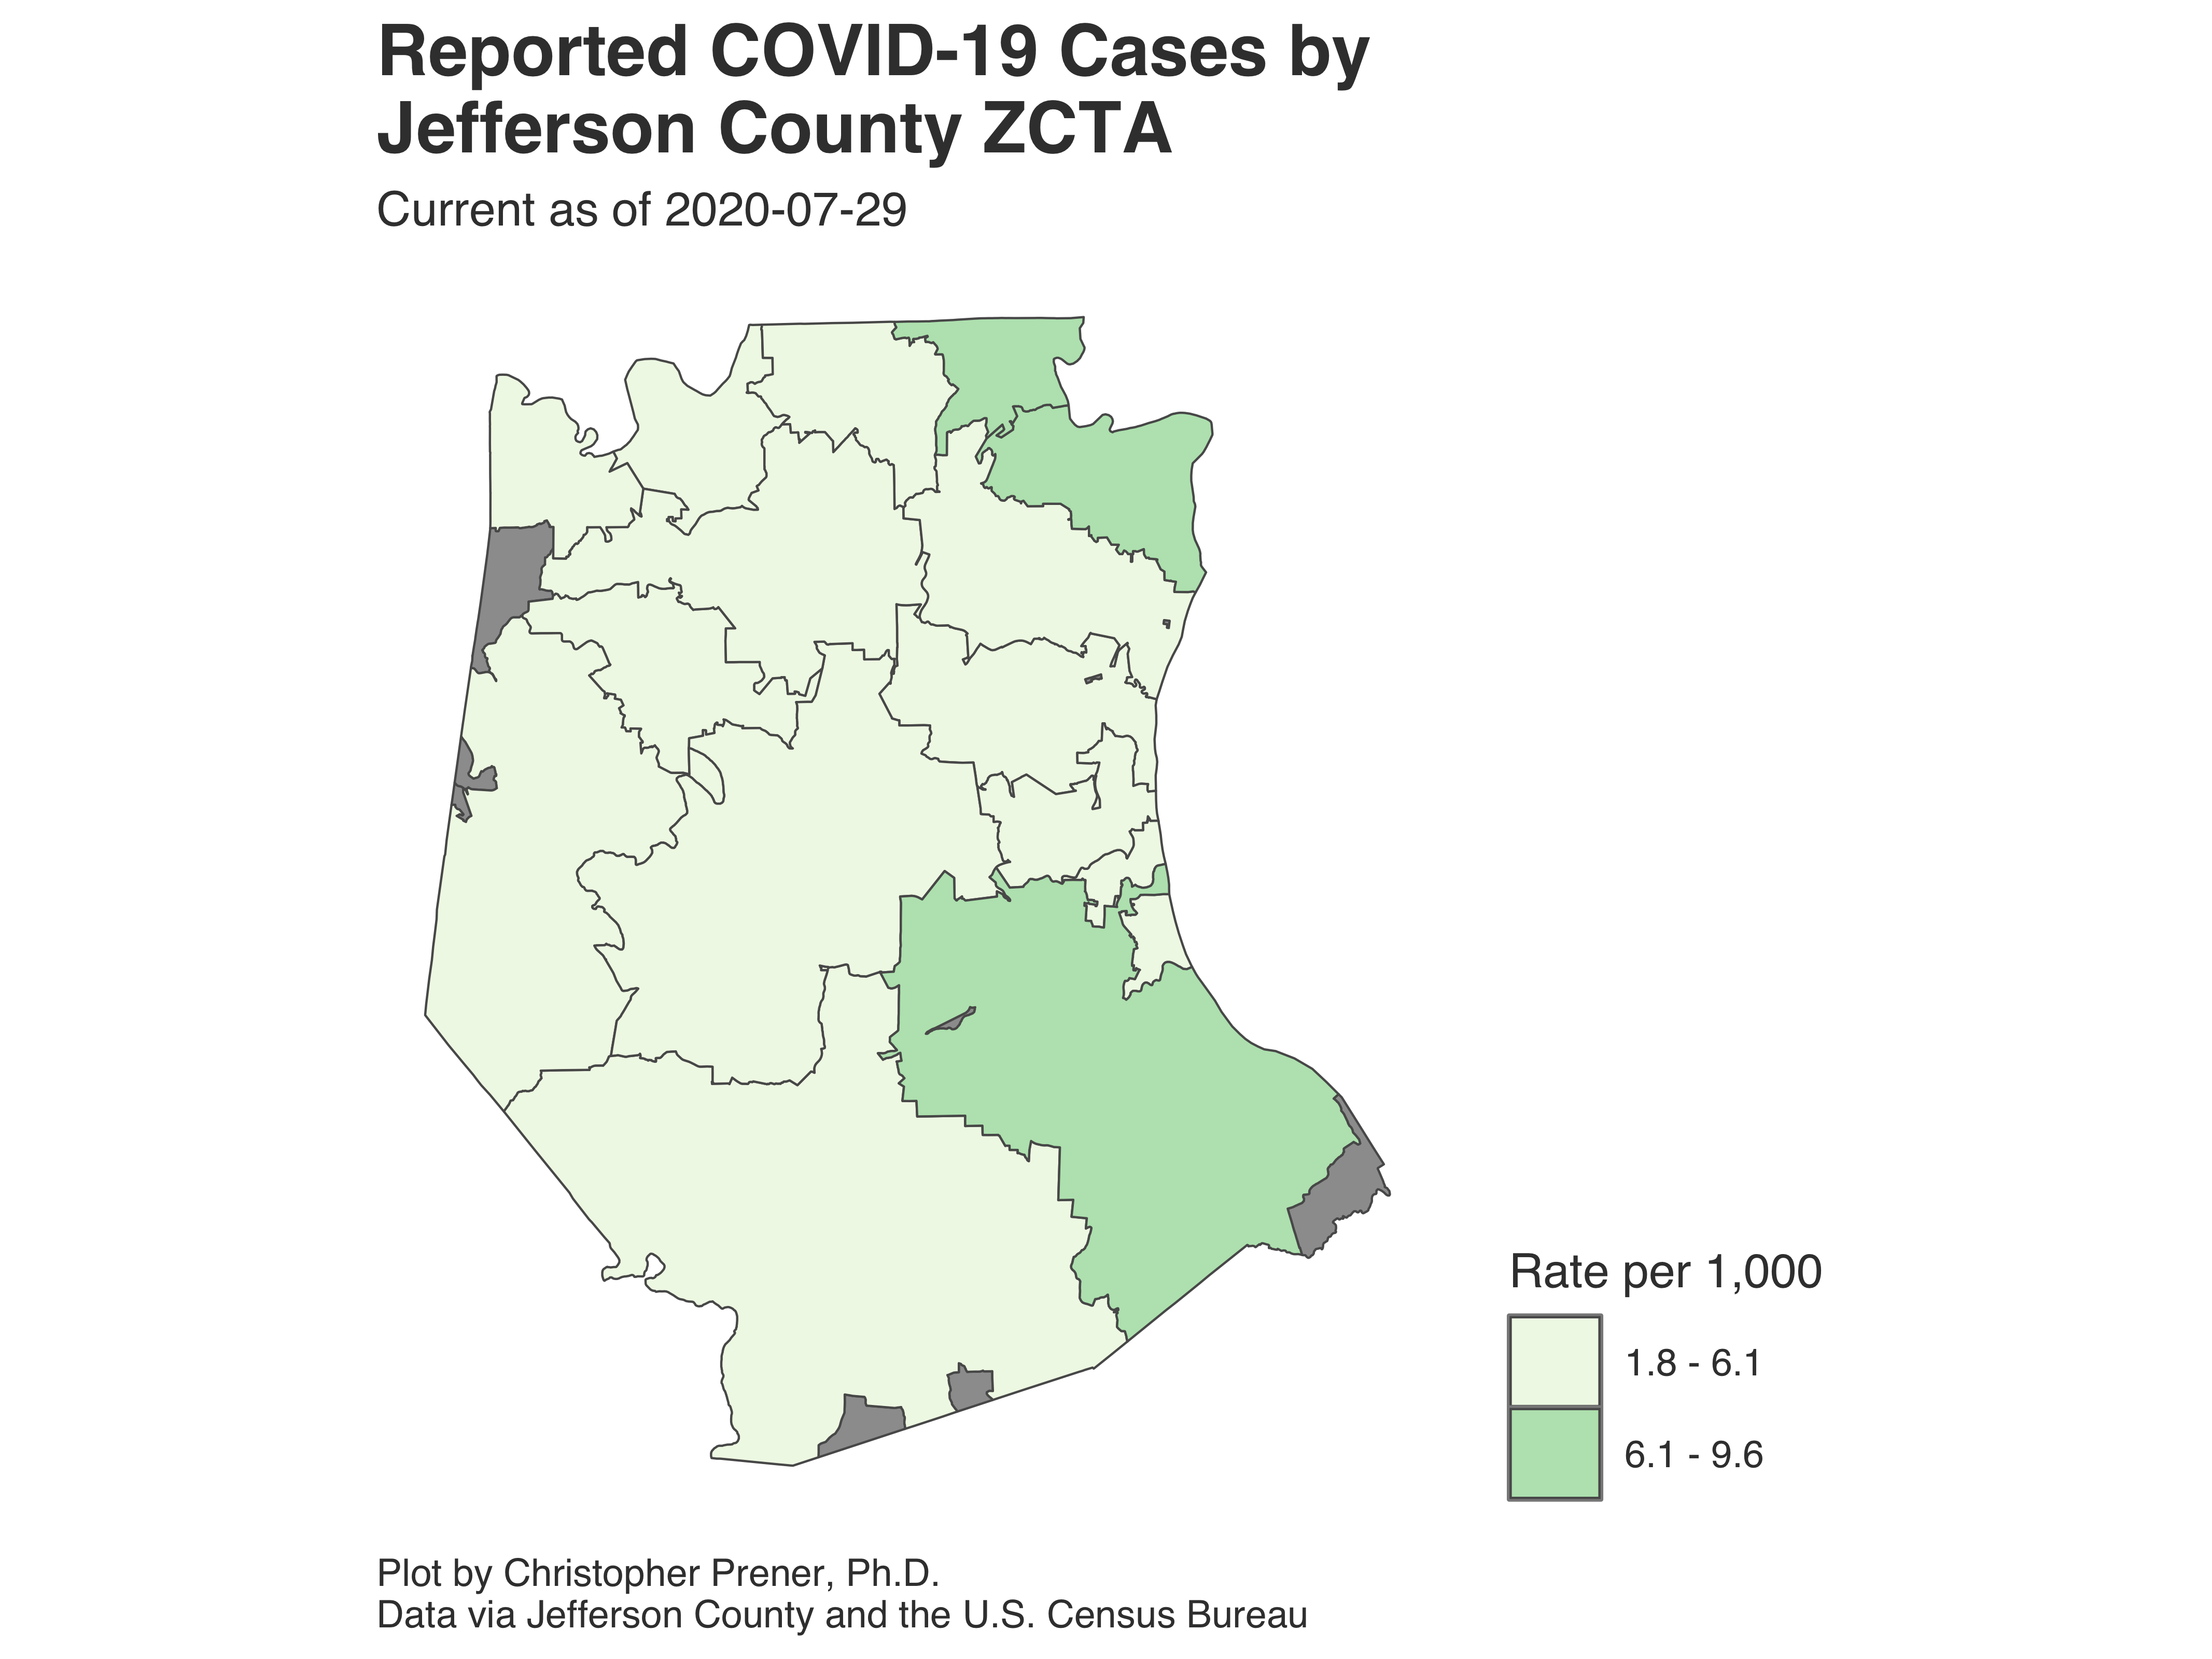 Reported COVID-19 Cases by
Jefferson County ZCTA
Current as of 2020-07-29
Rate per 1,000
1.8 - 6.1
6.1 - 9.6
Plot by Christopher Prener, Ph.D.
Data via Jefferson County and the U.S. Census Bureau